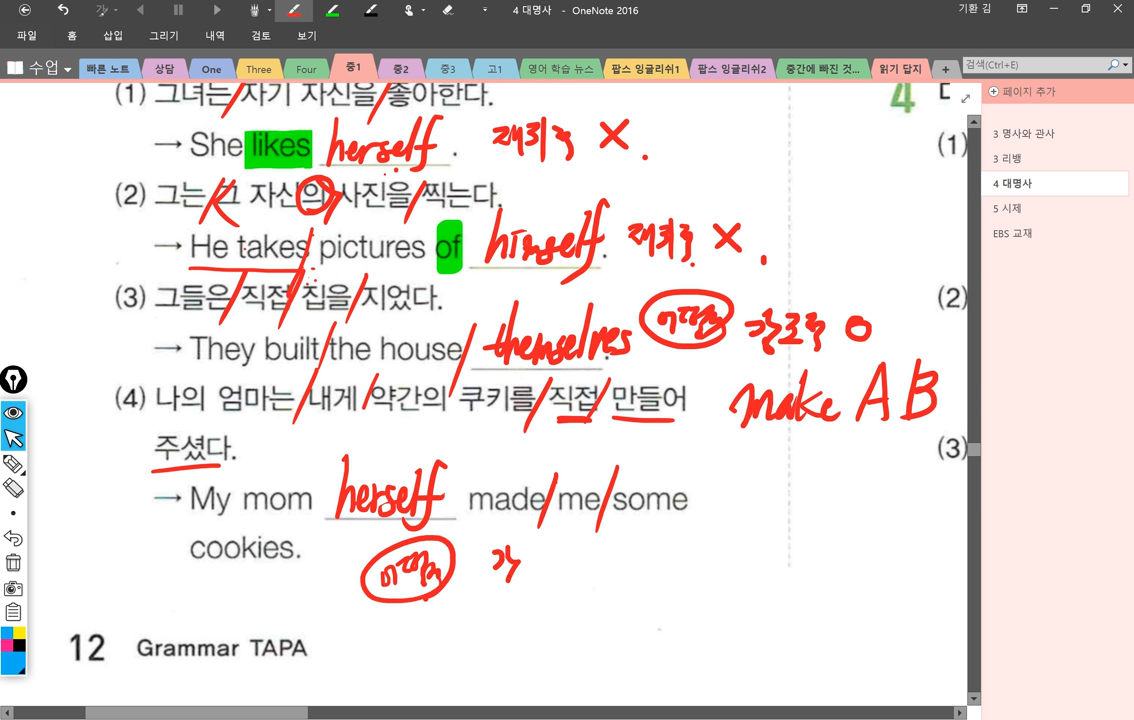 4 대명사 - OneNote 2016
기환 김
파일 홈 삽입 그리기 내역 검토 보기
수업 빠른 노트 상담 One Three Four 중1 중2 중3 고1 영어 학습 뉴스 팝스 잉글리쉬1 팝스 잉글리쉬2 중간에 빠진 것... 읽기 답지 + 검색(Ctrl+E)
페이지 추가
3 명사와 관사
3 리뱅
4 대명사
5 시제
EBS 교재
(1) 그녀는 자기 자신을 좋아한다.
→ She likes herself. 재귀 X.
(2) 그는 그 자신의 사진을 찍는다.
→ He takes pictures of himself. 재귀 X.
(3) 그들은 직접 집을 지었다.
→ They built the house themselves. O
(4) 나의 엄마는 내게 약간의 쿠키를 직접 만들어
make A B
주셨다.
→ My mom herself made me some
cookies.
12 Grammar TAPA
4
(1)
(2)
(3)